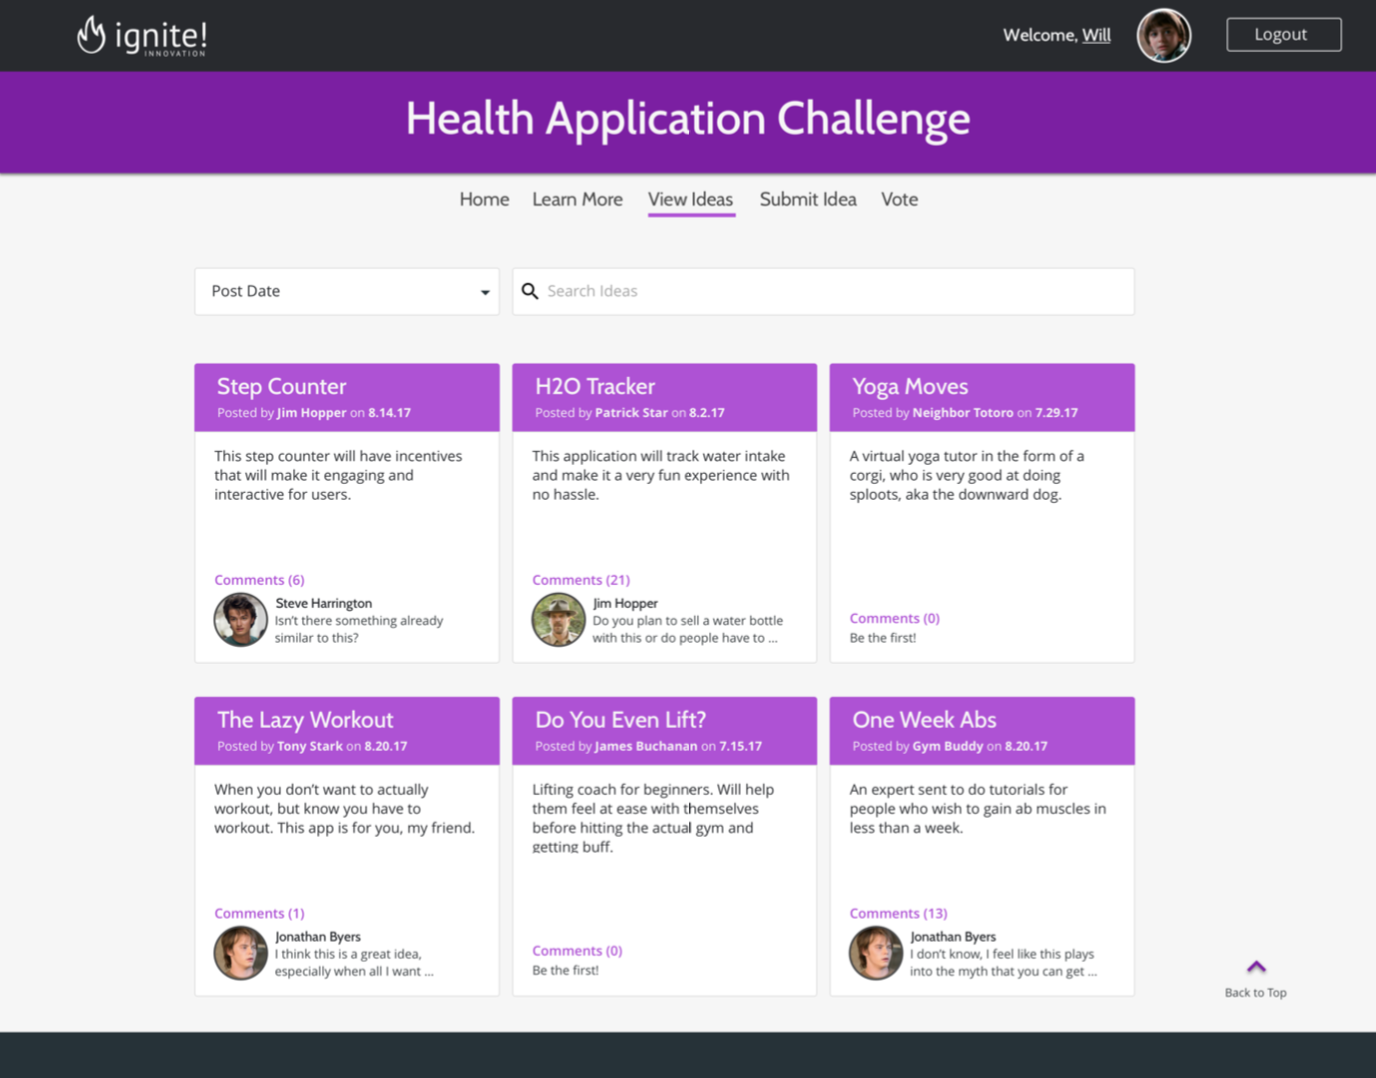 ignite!
INNOVATION
Welcome, Will
Logout
Health Application Challenge
Home Learn More View Ideas Submit Idea Vote
Post Date
Search Ideas
Step Counter
Posted by Jim Hopper on 8.14.17
This step counter will have incentives
that will make it engaging and
interactive for users.
Comments (6)
Steve Harrington
Isn't there something already
similar to this?
H2O Tracker
Posted by Patrick Star on 8.2.17
This application will track water intake
and make it a very fun experience with
no hassle.
Comments (21)
Jim Hopper
Do you plan to sell a water bottle
with this or do people have to ...
Yoga Moves
Posted by Neighbor Totoro on 7.29.17
A virtual yoga tutor in the form of a
corgi, who is very good at doing
sploots, aka the downward dog.
Comments (0)
Be the first!
The Lazy Workout
Posted by Tony Stark on 8.20.17
When you don't want to actually
workout, but know you have to
workout. This app is for you, my friend.
Comments (1)
Jonathan Byers
I think this is a great idea,
especially when all I want ...
Do You Even Lift?
Posted by James Buchanan on 7.15.17
Lifting coach for beginners. Will help
them feel at ease with themselves
before hitting the actual gym and
getting buff.
Comments (0)
Be the first!
One Week Abs
Posted by Gym Buddy on 8.20.17
An expert sent to do tutorials for
people who wish to gain ab muscles in
less than a week.
Comments (13)
Jonathan Byers
I don't know, I feel like this plays
into the myth that you can get ...
Back to Top